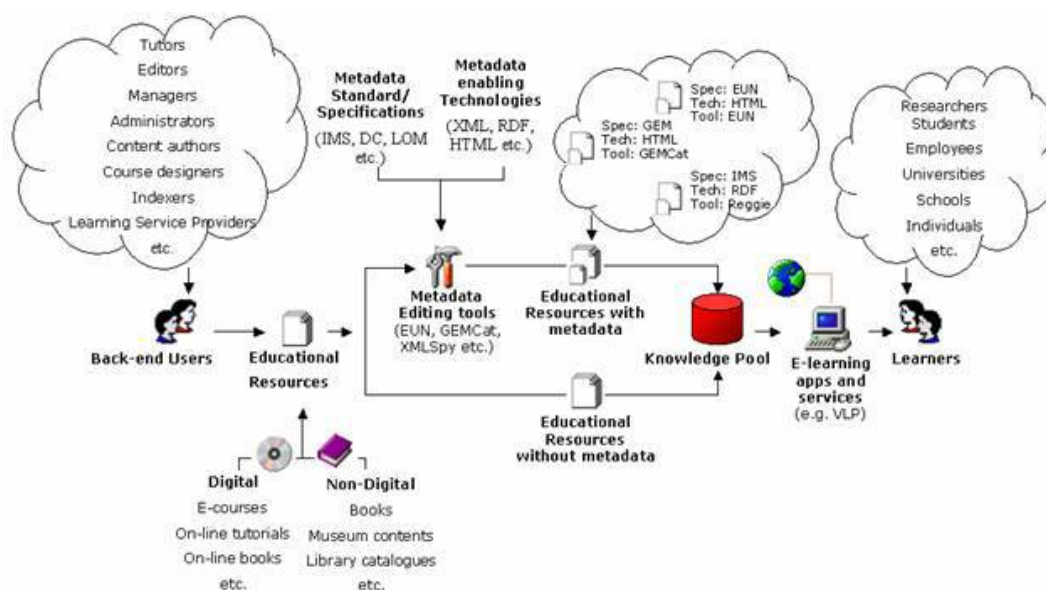 Tutors
Editors
Managers
Administrators
Content authors
Course designers
Indexers
Learning Service Providers
etc.
Metadata
Standard/
Specifications
(IMS, DC, LOM
etc.)
Metadata
enabling
Technologies
(XML, RDF,
HTML etc.)
Spec: EUN
Tech: HTML
Tool: EUN
Spec: GEM
Tech: HTML
Tool: GEMCat
Spec: IMS
Tech: RDF
Tool: Reggie
Researchers
Students
Employees
Universities
Schools
Individuals
etc.
Back-end Users
Educational
Resources
Metadata
Editing tools
(EUN, GEMCat,
XMLSpy etc.)
Educational
Resources with
metadata
Knowledge Pool
E-learning
apps and
services
(e.g. VLP)
Learners
Educational
Resources
without metadata
Digital
E-courses
On-line tutorials
On-line books
etc.
Non-Digital
Books
Museum contents
Library catalogues
etc.